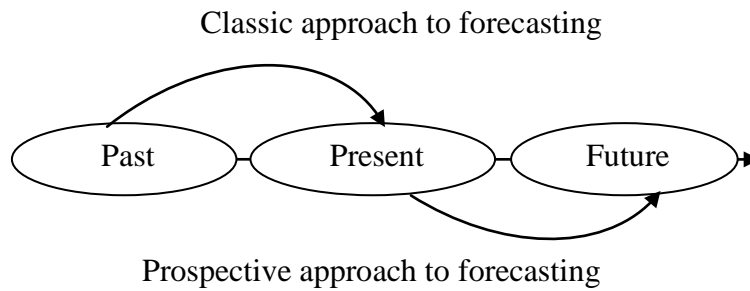 Classic approach to forecasting
Past Present Future
Prospective approach to forecasting